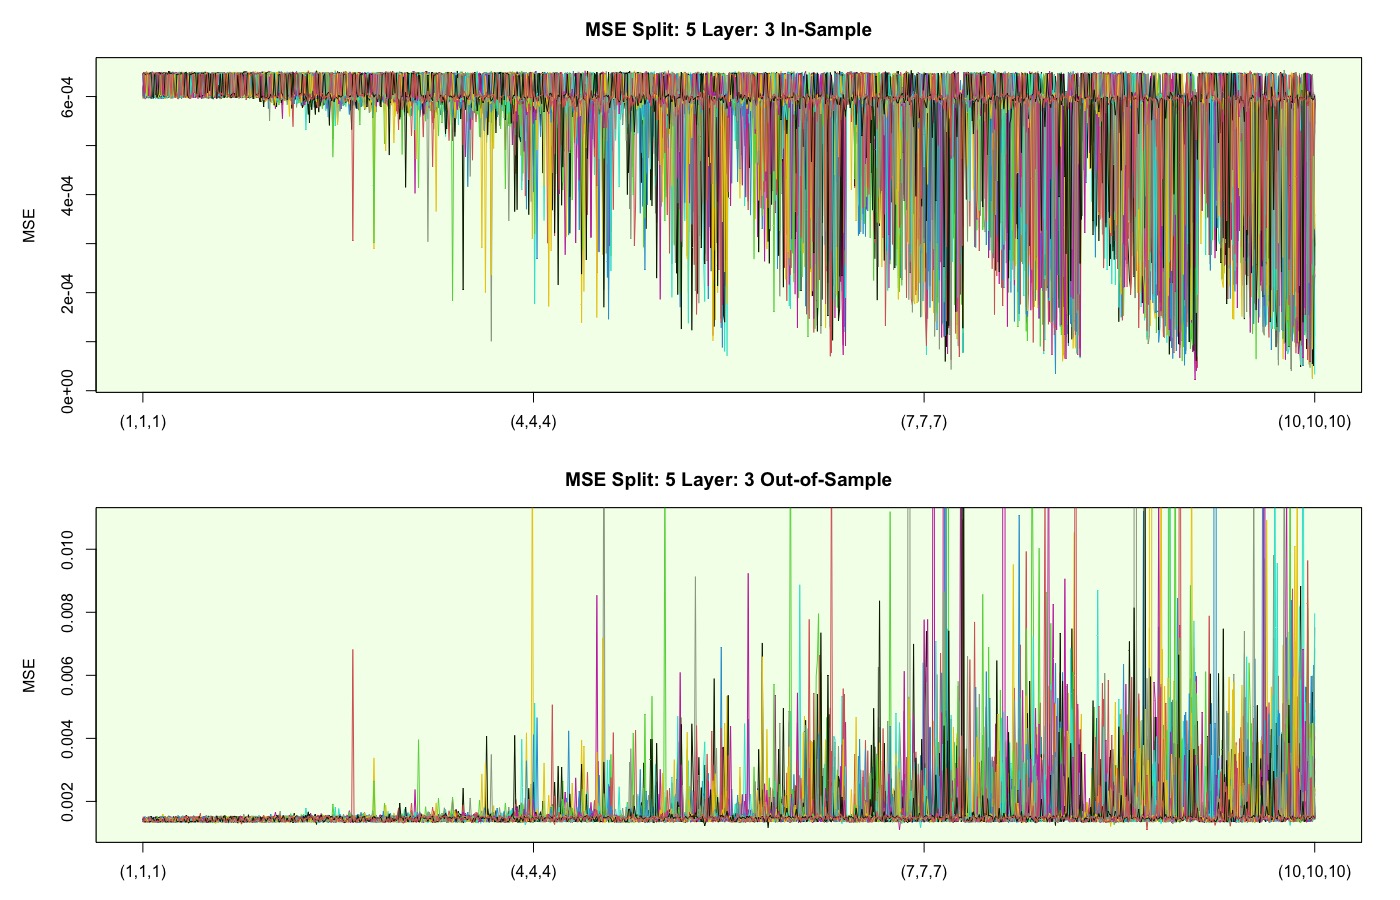 MSE Split: 5 Layer: 3 In-Sample
MSE
6e-04
4e-04
2e-04
0e+00
(1,1,1)
(4,4,4)
(7,7,7)
(10,10,10)
MSE Split: 5 Layer: 3 Out-of-Sample
MSE
0.010
0.008
0.006
0.004
0.002
(1,1,1)
(4,4,4)
(7,7,7)
(10,10,10)